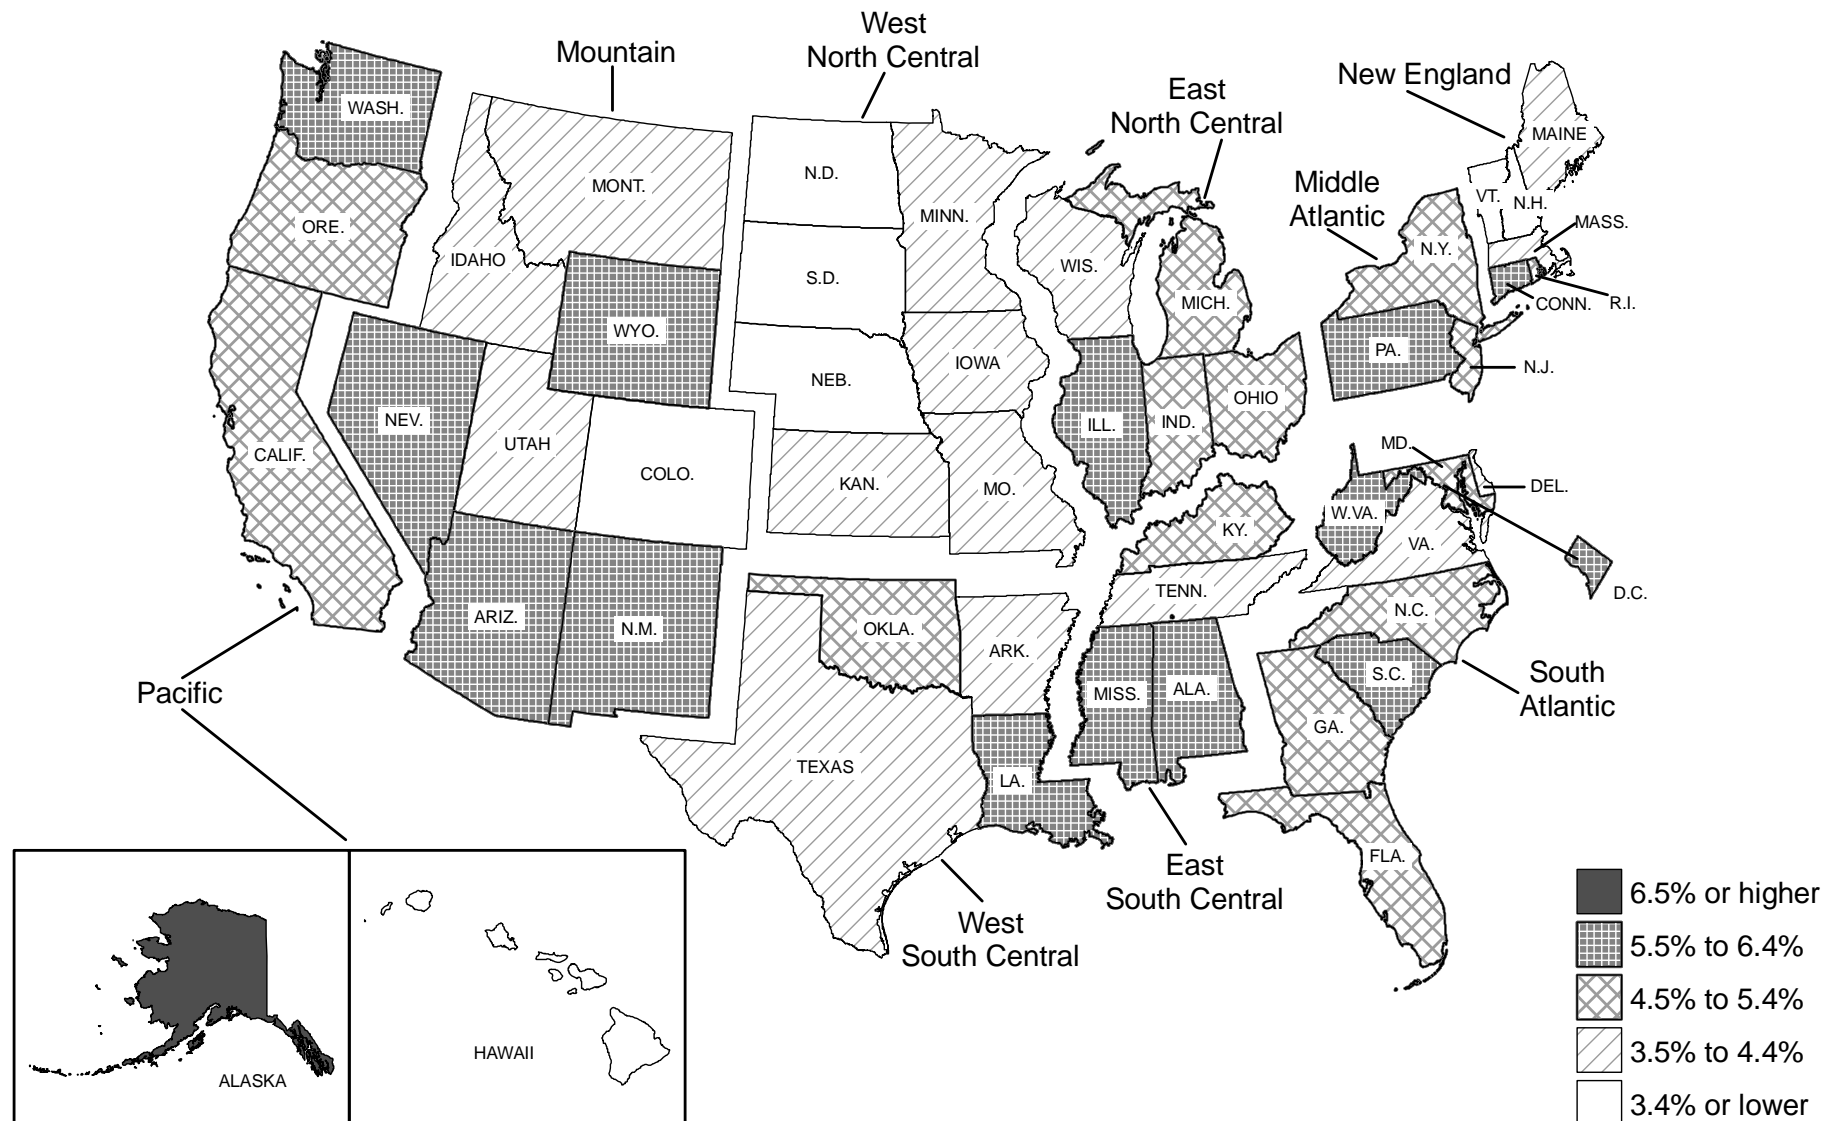 West
North Central
Mountain
New England
East
North Central
WASH.
MAINE
N.D.
MONT.
Middle
Atlantic
VT.
N.H.
MINN.
MASS.
ORE.
N.Y.
IDAHO
WIS.
S.D.
MICH.
CONN.
R.I.
WYO.
PA.
IOWA
N.J.
NEB.
OHIO
NEV.
IND.
ILL.
UTAH
MD.
CALIF.
COLO.
KAN.
MO.
DEL.
W.VA.
KY.
VA.
TENN.
D.C.
N.C.
ARIZ.
N.M.
OKLA.
ARK.
S.C.
South
Atlantic
MISS.
ALA.
Pacific
GA.
TEXAS
LA.
FLA.
East
South Central
West
South Central
6.5% or higher
5.5% to 6.4%
4.5% to 5.4%
3.5% to 4.4%
3.4% or lower
HAWAII
ALASKA